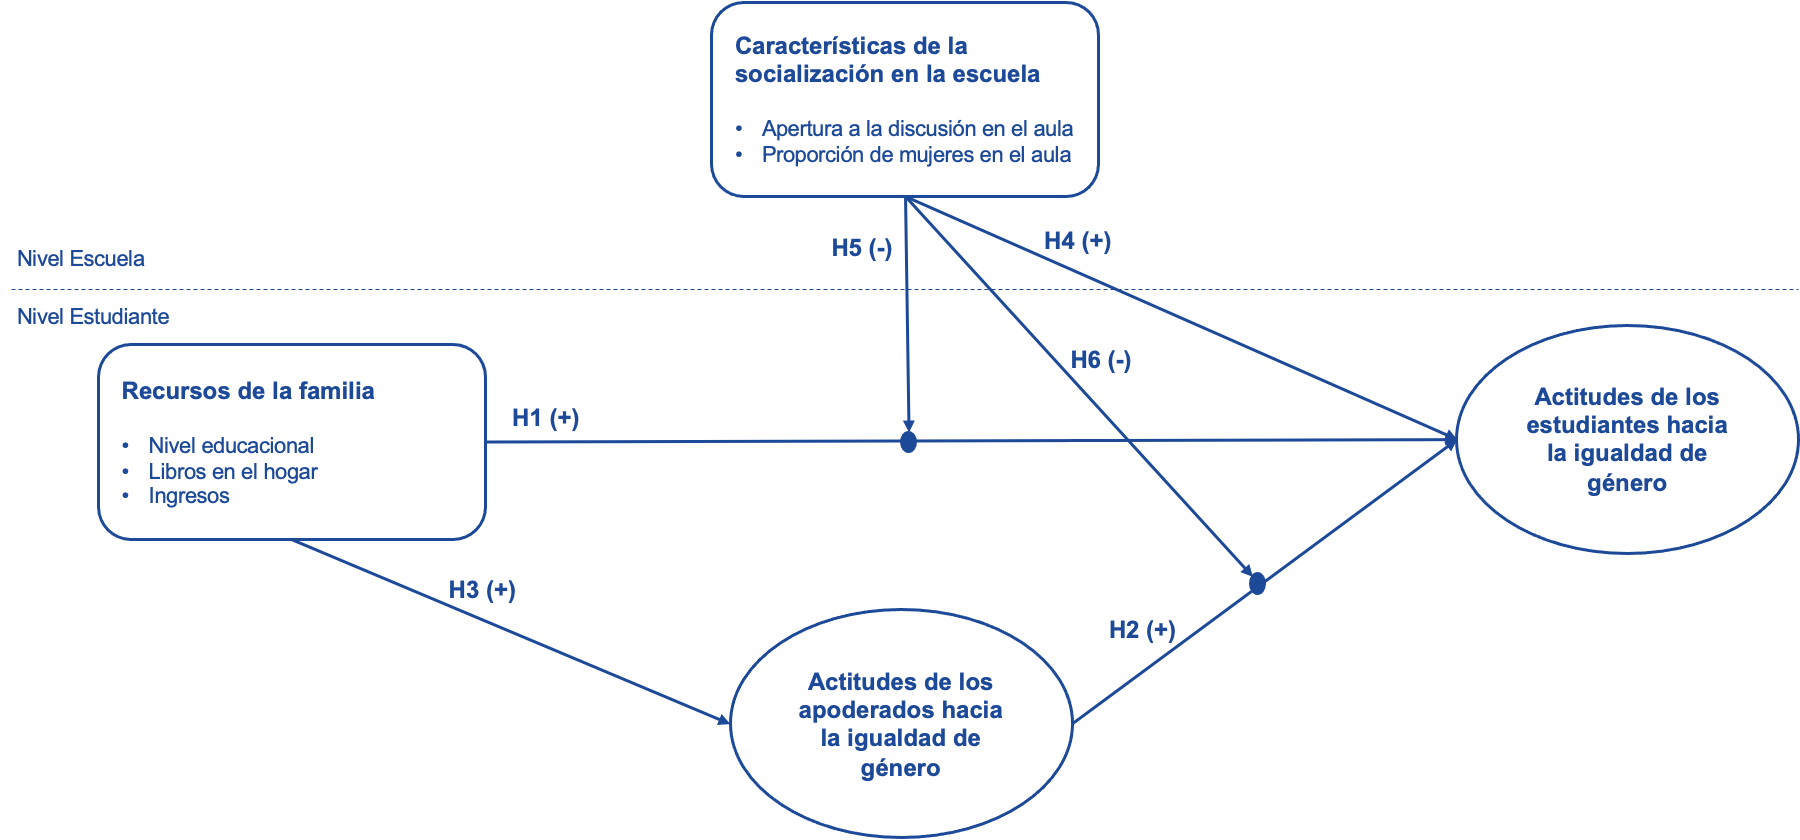 Características de la
socialización en la escuela
• Apertura a la discusión en el aula
• Proporción de mujeres en el aula
H5 (-)
H4 (+)
Nivel Escuela
Nivel Estudiante
H6 (-)
Recursos de la familia
• Nivel educacional
• Libros en el hogar
• Ingresos
H1 (+)
Actitudes de los
estudiantes hacia
la igualdad de
género
H3 (+)
H2 (+)
Actitudes de los
apoderados hacia
la igualdad de
género